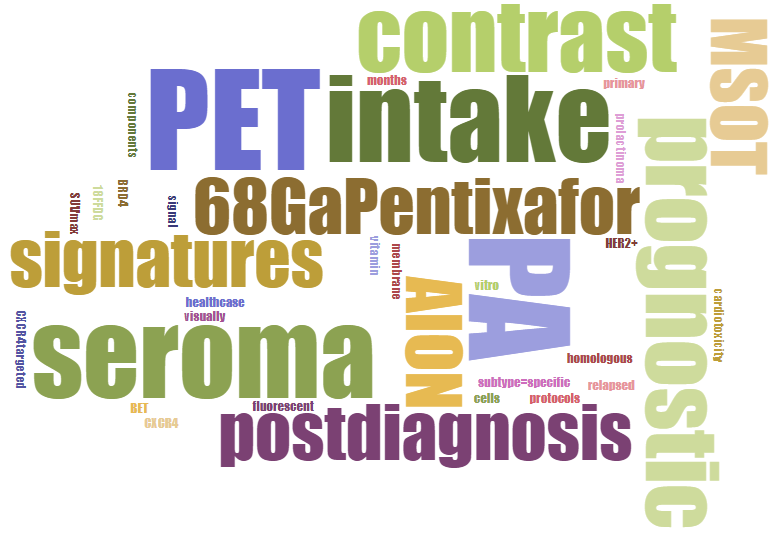 contrast
MSOT
months
primary
PET
intake
components
prolactinoma
prognostic
68GaPentixafor
SUVmax
18FFDG
BRD4
signal
signatures
vitamin
membrane
PA
HER2+
AION
vitro
cardiotoxicity
healthcase
visually
CXCR4targeted
seroma
homologous
subtype=specific
relapsed
cells
protocols
BET
fluorescent
CXCR4
postdiagnosis